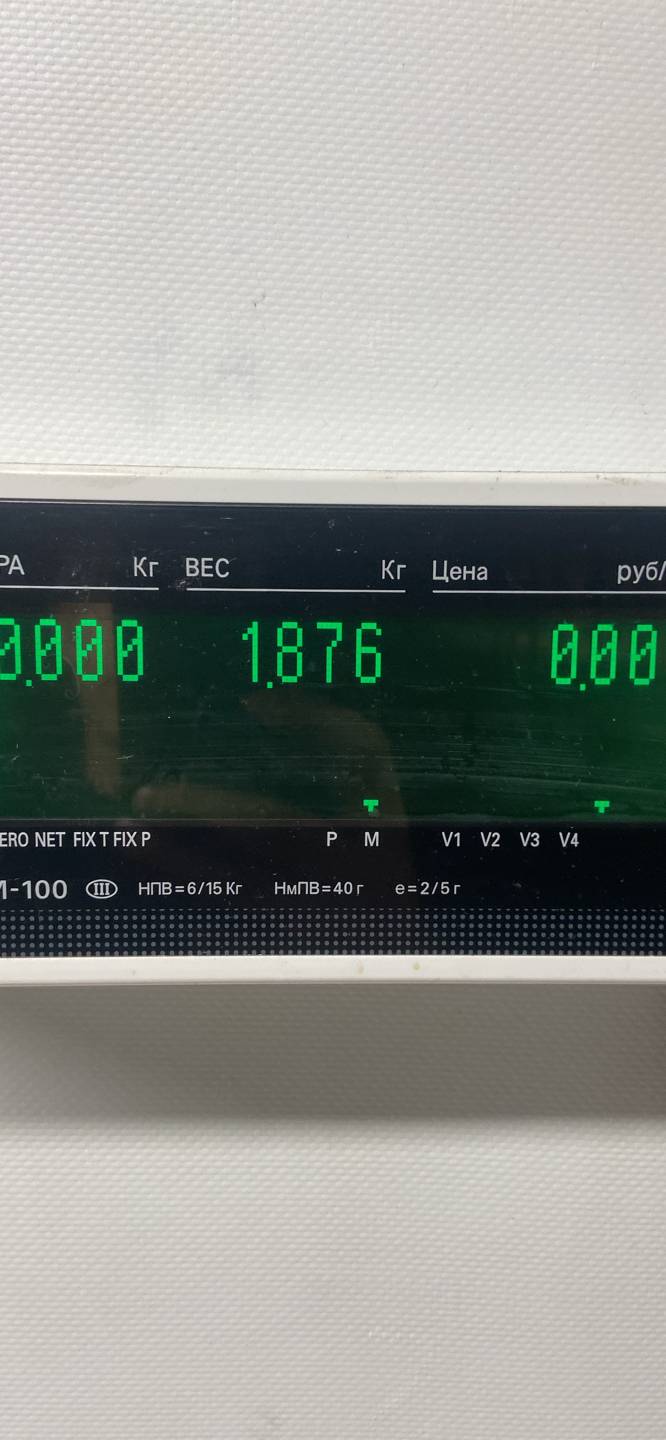 РА Кг ВЕС Кг Цена руб/
0.000 1.876 0.00
ERO NET FIX T FIX P P M V1 V2 V3 V4
-100 III НПВ=6/15 Кг НмПВ=40 г e=2/5 г